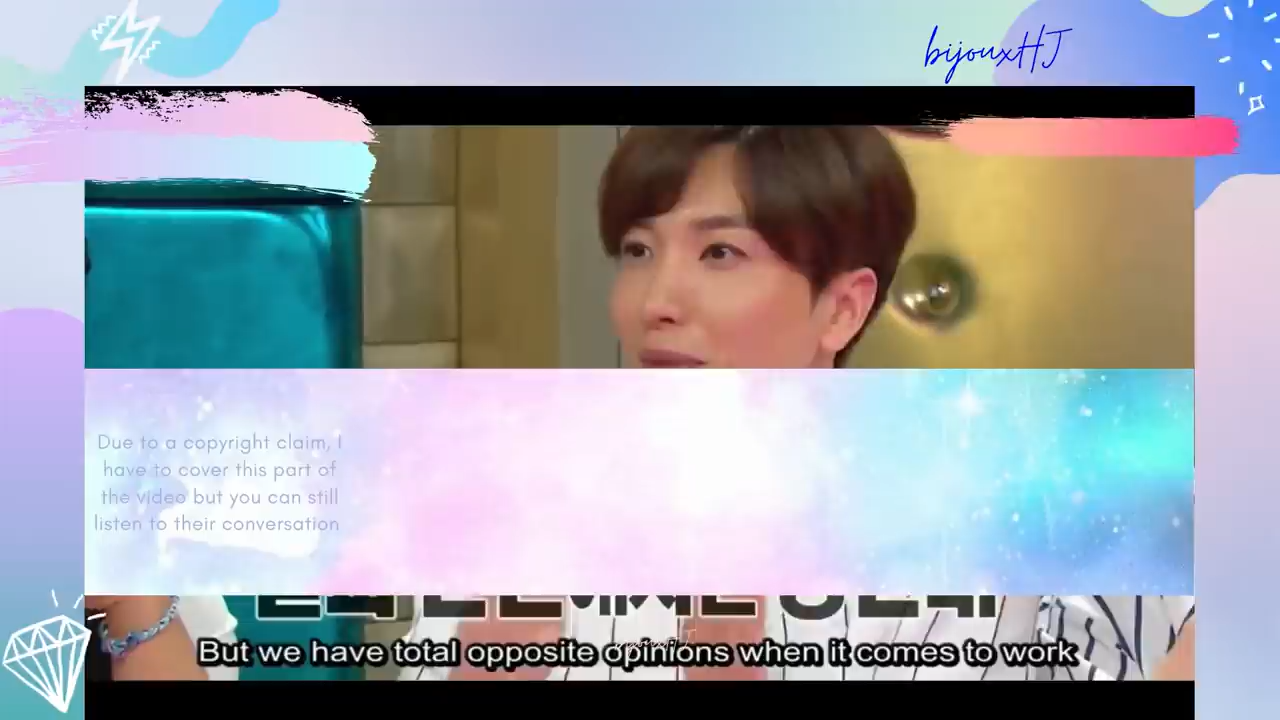 bijouxHJ
Due to a copyright claim, I
have to cover this part of
the video but you can still
listen to their conversation
bijouxHJ
But we have total opposite opinions when it comes to work